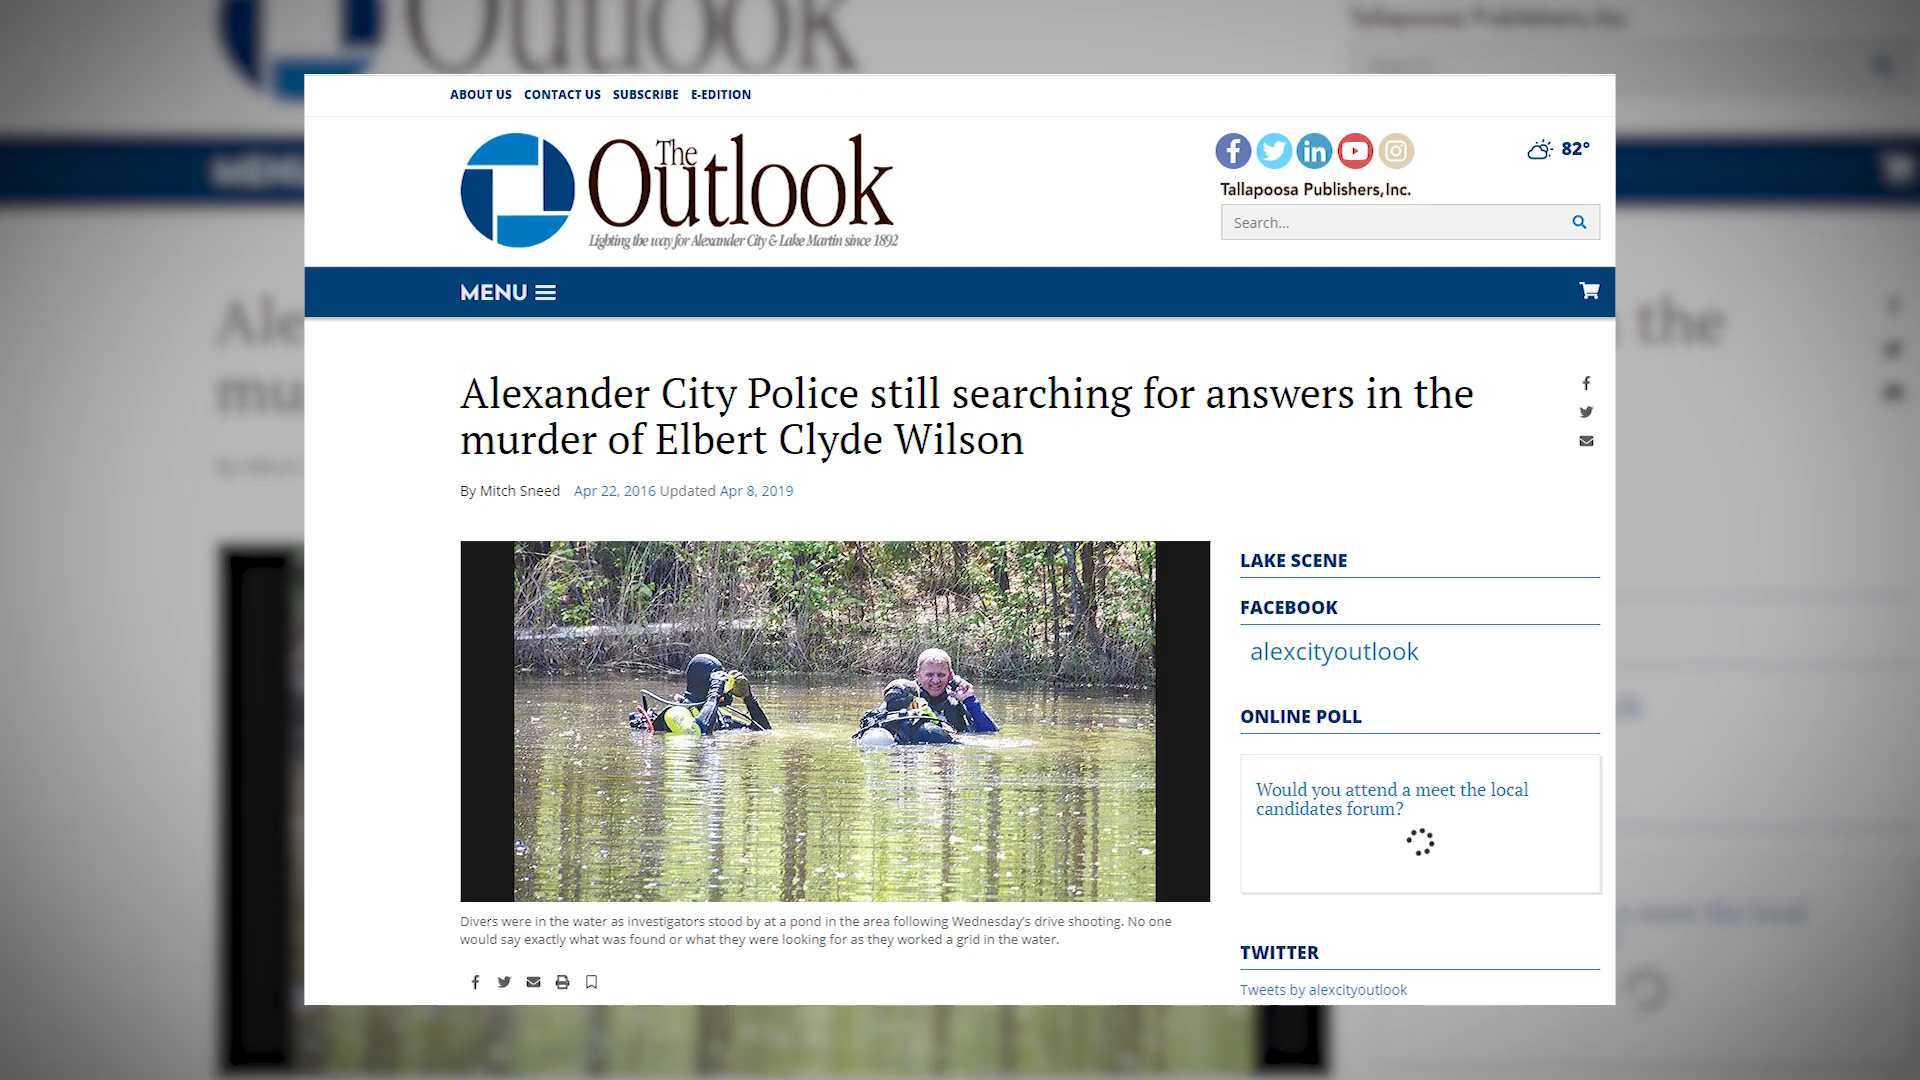 Outlook
Tallapoosa Publishers,Inc.
ABOUT US CONTACT US SUBSCRIBE E-EDITION
The
Outlook
Lighting the way for Alexander City & Lake Martin since 1892
82°
Tallapoosa Publishers,Inc.
Search...
MENU
Alexander City Police still searching for answers in the
murder of Elbert Clyde Wilson
By Mitch Sneed Apr 22, 2016 Updated Apr 8, 2019
Divers were in the water as investigators stood by at a pond in the area following Wednesday's drive shooting. No one
would say exactly what was found or what they were looking for as they worked a grid in the water.
LAKE SCENE
FACEBOOK
alexcityoutlook
ONLINE POLL
Would you attend a meet the local
candidates forum?
TWITTER
Tweets by alexcityoutlook